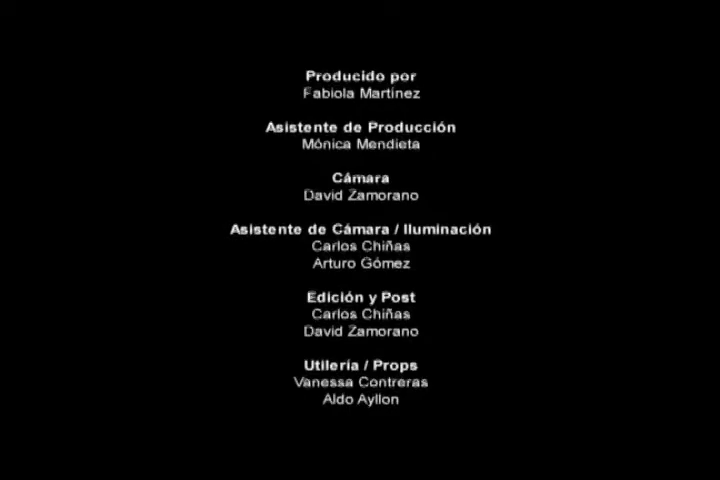 Producido por
Fabiola Martínez
Asistente de Producción
Mónica Mendieta
Cámara
David Zamorano
Asistente de Cámara / Iluminación
Carlos Chiñas
Arturo Gómez
Edición y Post
Carlos Chiñas
David Zamorano
Utilería / Props
Vanessa Contreras
Aldo Ayllon